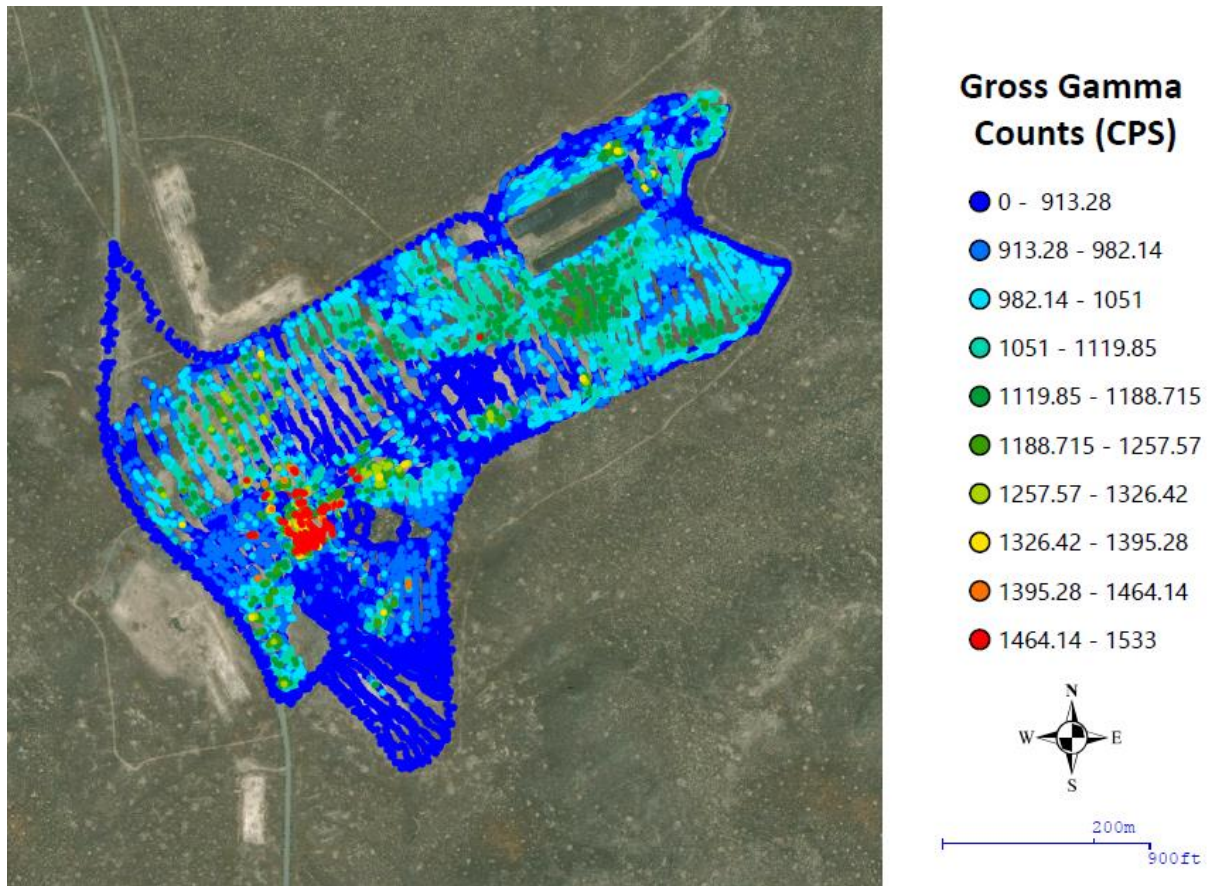 Gross Gamma
Counts (CPS)
0 - 913.28
913.28 - 982.14
982.14 - 1051
1051 - 1119.85
1119.85 - 1188.715
1188.715 - 1257.57
1257.57 - 1326.42
1326.42 - 1395.28
1395.28 - 1464.14
1464.14 - 1533
N
W E
S
200m
900ft